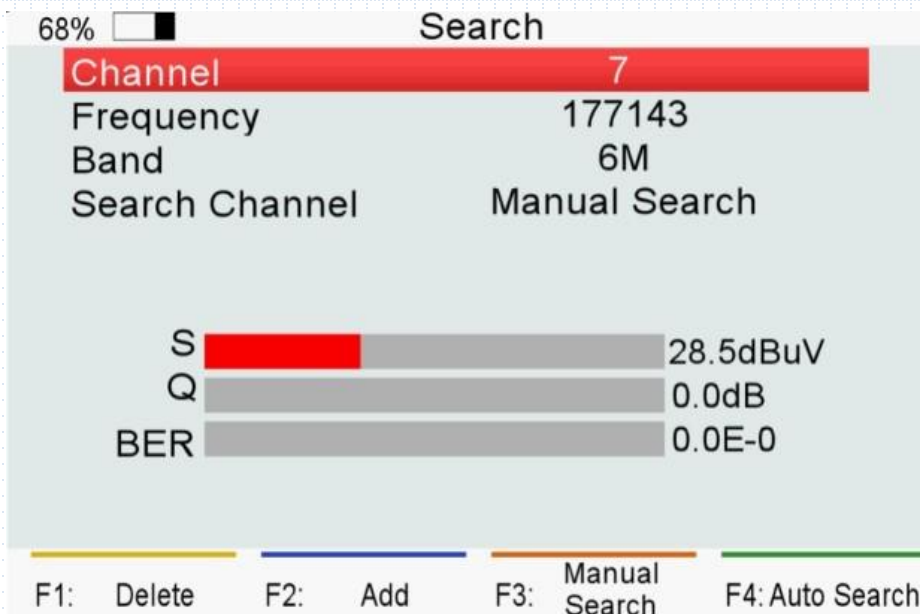 68% Search
Channel 7
Frequency 177143
Band 6M
Search Channel Manual Search
S 28.5dBuV
Q 0.0dB
BER 0.0E-0
F1: Delete F2: Add F3: Manual Search F4: Auto Search